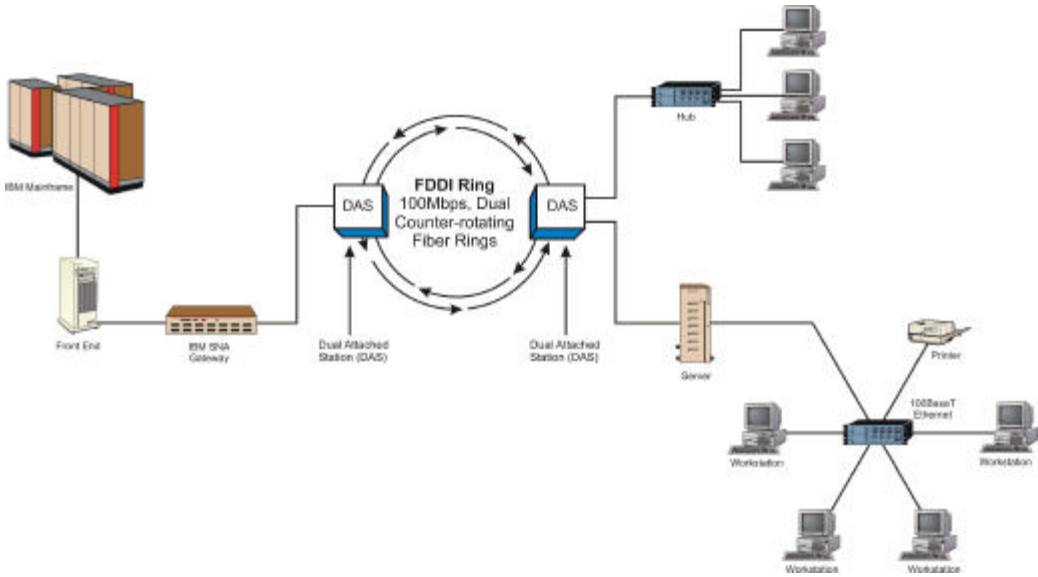 IBM Mainframe
Front End
IBM SNA
Gateway
DAS
FDDI Ring
100Mbps, Dual
Counter-rotating
Fiber Rings
DAS
Dual Attached
Station (DAS)
Dual Attached
Station (DAS)
Hub
Server
Printer
100BaseT
Ethernet
Workstation
Workstation
Workstation
Workstation